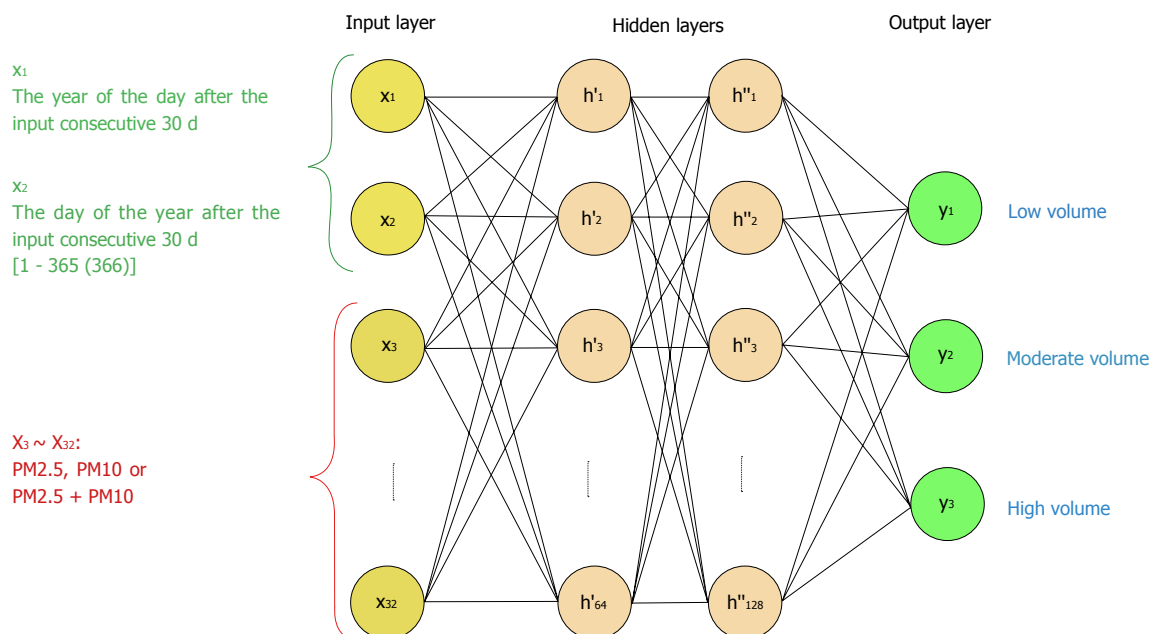 Input layer
Hidden layers
Output layer
x1
The year of the day after the
input consecutive 30 d
x2
The day of the year after the
input consecutive 30 d
[1 - 365 (366)]
X3 ~ X32:
PM2.5, PM10 or
PM2.5 + PM10
x1
x2
x3
x32
h'1
h'2
h'3
h'64
h"1
h"2
h"3
h"128
y1
y2
y3
Low volume
Moderate volume
High volume